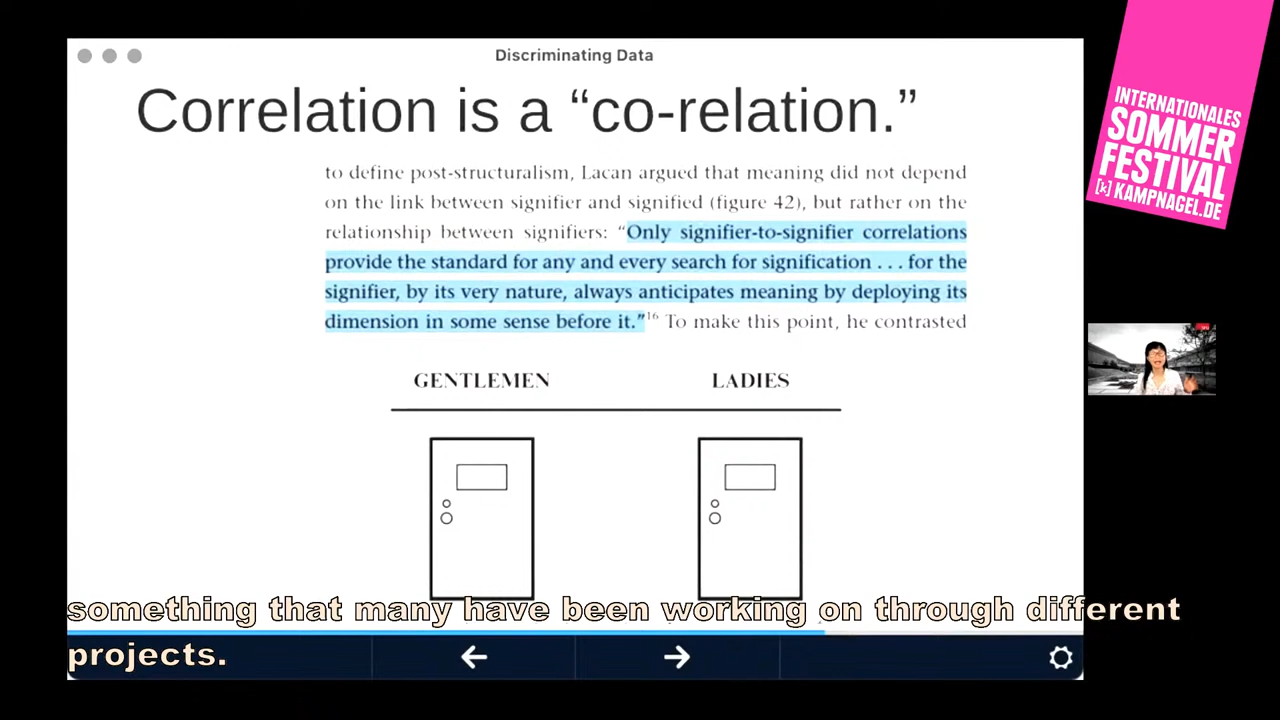 Discriminating Data
Correlation is a “co-relation.”
to define post-structuralism, Lacan argued that meaning did not depend
on the link between signifier and signified (figure 42), but rather on the
relationship between signifiers: “Only signifier-to-signifier correlations
provide the standard for any and every search for signification . . . for the
signifier, by its very nature, always anticipates meaning by deploying its
dimension in some sense before it.”16 To make this point, he contrasted
GENTLEMEN LADIES
something that many have been working on through different
projects.
INTERNATIONALES
SOMMER
FESTIVAL
[k] KAMPNAGEL.DE